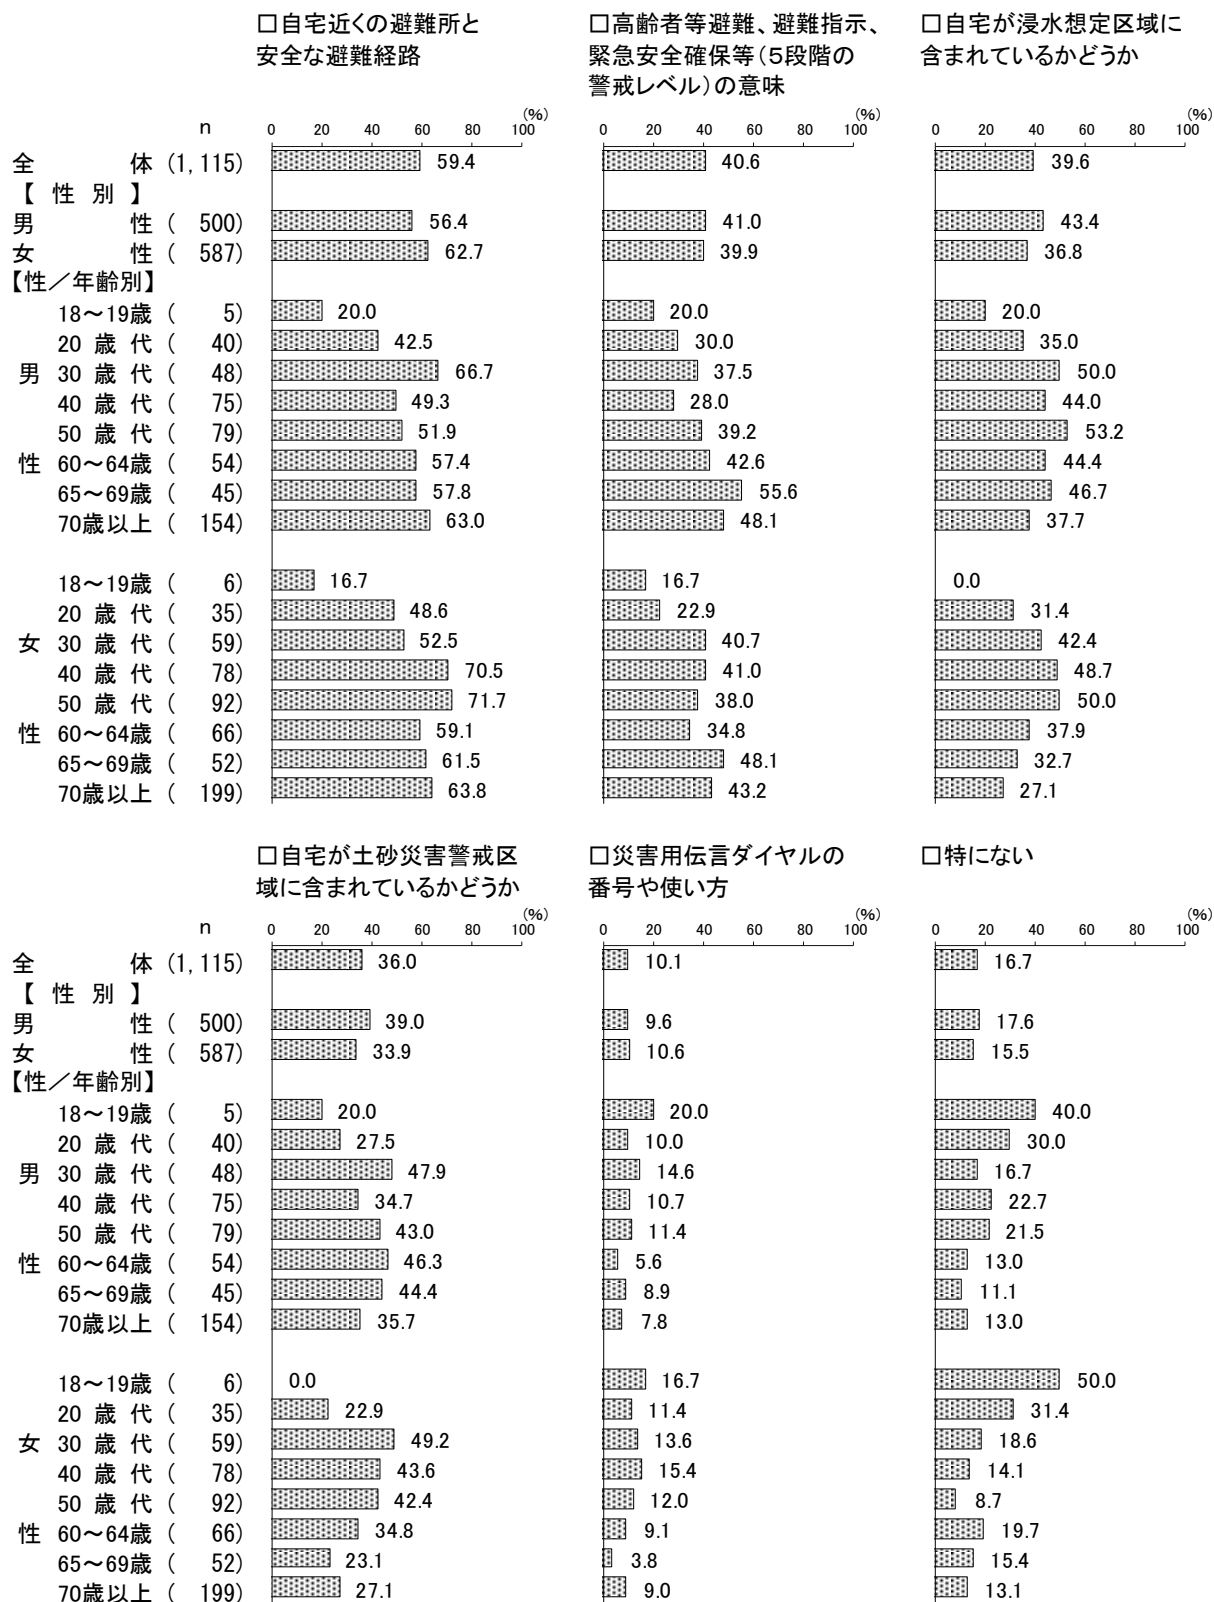 □自宅近くの避難所と
安全な避難経路
□高齢者等避難、避難指示、
緊急安全確保等（５段階の
警戒レベル）の意味
□自宅が浸水想定区域に
含まれているかどうか
n 0 20 40 60 80 100 (%) 0 20 40 60 80 100 (%) 0 20 40 60 80 100 (%)
全 体 (1,115) 59.4 40.6 39.6
【 性 別 】
男 性 ( 500) 56.4 41.0 43.4
女 性 ( 587) 62.7 39.9 36.8
【性／年齢別】
18～19歳 ( 5) 20.0 20.0 20.0
20 歳 代 ( 40) 42.5 30.0 35.0
男 30 歳 代 ( 48) 66.7 37.5 50.0
40 歳 代 ( 75) 49.3 28.0 44.0
50 歳 代 ( 79) 51.9 39.2 53.2
性 60～64歳 ( 54) 57.4 42.6 44.4
65～69歳 ( 45) 57.8 55.6 46.7
70歳以上 ( 154) 63.0 48.1 37.7
18～19歳 ( 6) 16.7 16.7 0.0
20 歳 代 ( 35) 48.6 22.9 31.4
女 30 歳 代 ( 59) 52.5 40.7 42.4
40 歳 代 ( 78) 70.5 41.0 48.7
50 歳 代 ( 92) 71.7 38.0 50.0
性 60～64歳 ( 66) 59.1 34.8 37.9
65～69歳 ( 52) 61.5 48.1 32.7
70歳以上 ( 199) 63.8 43.2 27.1
□自宅が土砂災害警戒区
域に含まれているかどうか
□災害用伝言ダイヤルの
番号や使い方
□特にない
n 0 20 40 60 80 100 (%) 0 20 40 60 80 100 (%) 0 20 40 60 80 100 (%)
全 体 (1,115) 36.0 10.1 16.7
【 性 別 】
男 性 ( 500) 39.0 9.6 17.6
女 性 ( 587) 33.9 10.6 15.5
【性／年齢別】
18～19歳 ( 5) 20.0 20.0 40.0
20 歳 代 ( 40) 27.5 10.0 30.0
男 30 歳 代 ( 48) 47.9 14.6 16.7
40 歳 代 ( 75) 34.7 10.7 22.7
50 歳 代 ( 79) 43.0 11.4 21.5
性 60～64歳 ( 54) 46.3 5.6 13.0
65～69歳 ( 45) 44.4 8.9 11.1
70歳以上 ( 154) 35.7 7.8 13.0
18～19歳 ( 6) 0.0 16.7 50.0
20 歳 代 ( 35) 22.9 11.4 31.4
女 30 歳 代 ( 59) 49.2 13.6 18.6
40 歳 代 ( 78) 43.6 15.4 14.1
50 歳 代 ( 92) 42.4 12.0 8.7
性 60～64歳 ( 66) 34.8 9.1 19.7
65～69歳 ( 52) 23.1 3.8 15.4
70歳以上 ( 199) 27.1 9.0 13.1